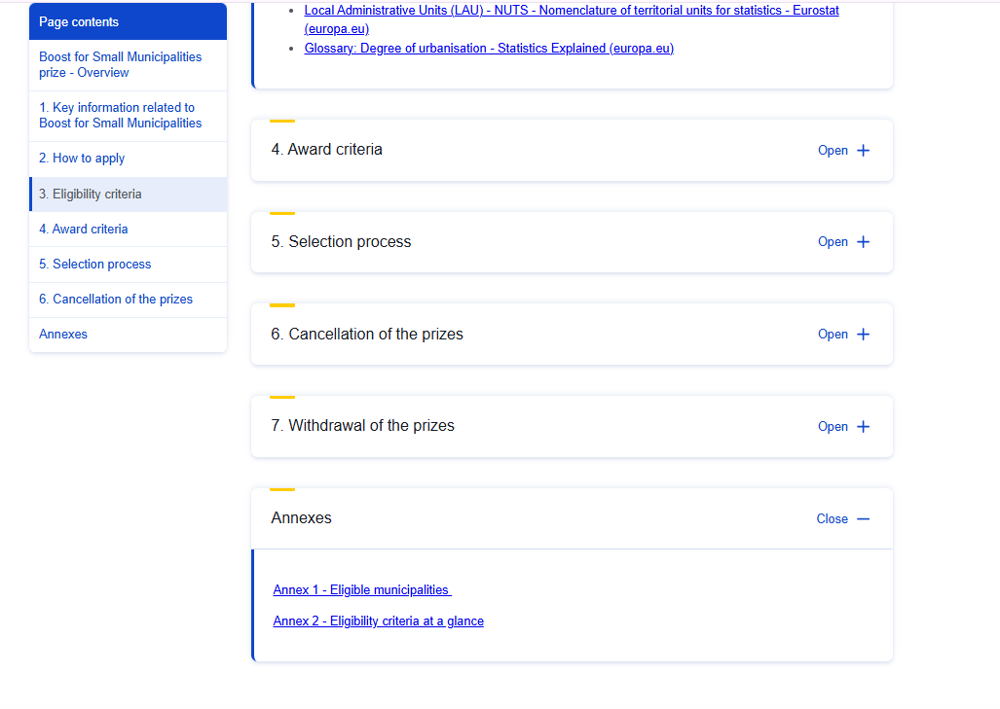 Page contents
Boost for Small Municipalities
prize - Overview
1. Key information related to
Boost for Small Municipalities
2. How to apply
3. Eligibility criteria
4. Award criteria
5. Selection process
6. Cancellation of the prizes
Annexes
Local Administrative Units (LAU) - NUTS - Nomenclature of territorial units for statistics - Eurostat
(europa.eu)
Glossary: Degree of urbanisation - Statistics Explained (europa.eu)
4. Award criteria
Open
5. Selection process
Open
6. Cancellation of the prizes
Open
7. Withdrawal of the prizes
Open
Annexes
Close
Annex 1 - Eligible municipalities
Annex 2 - Eligibility criteria at a glance